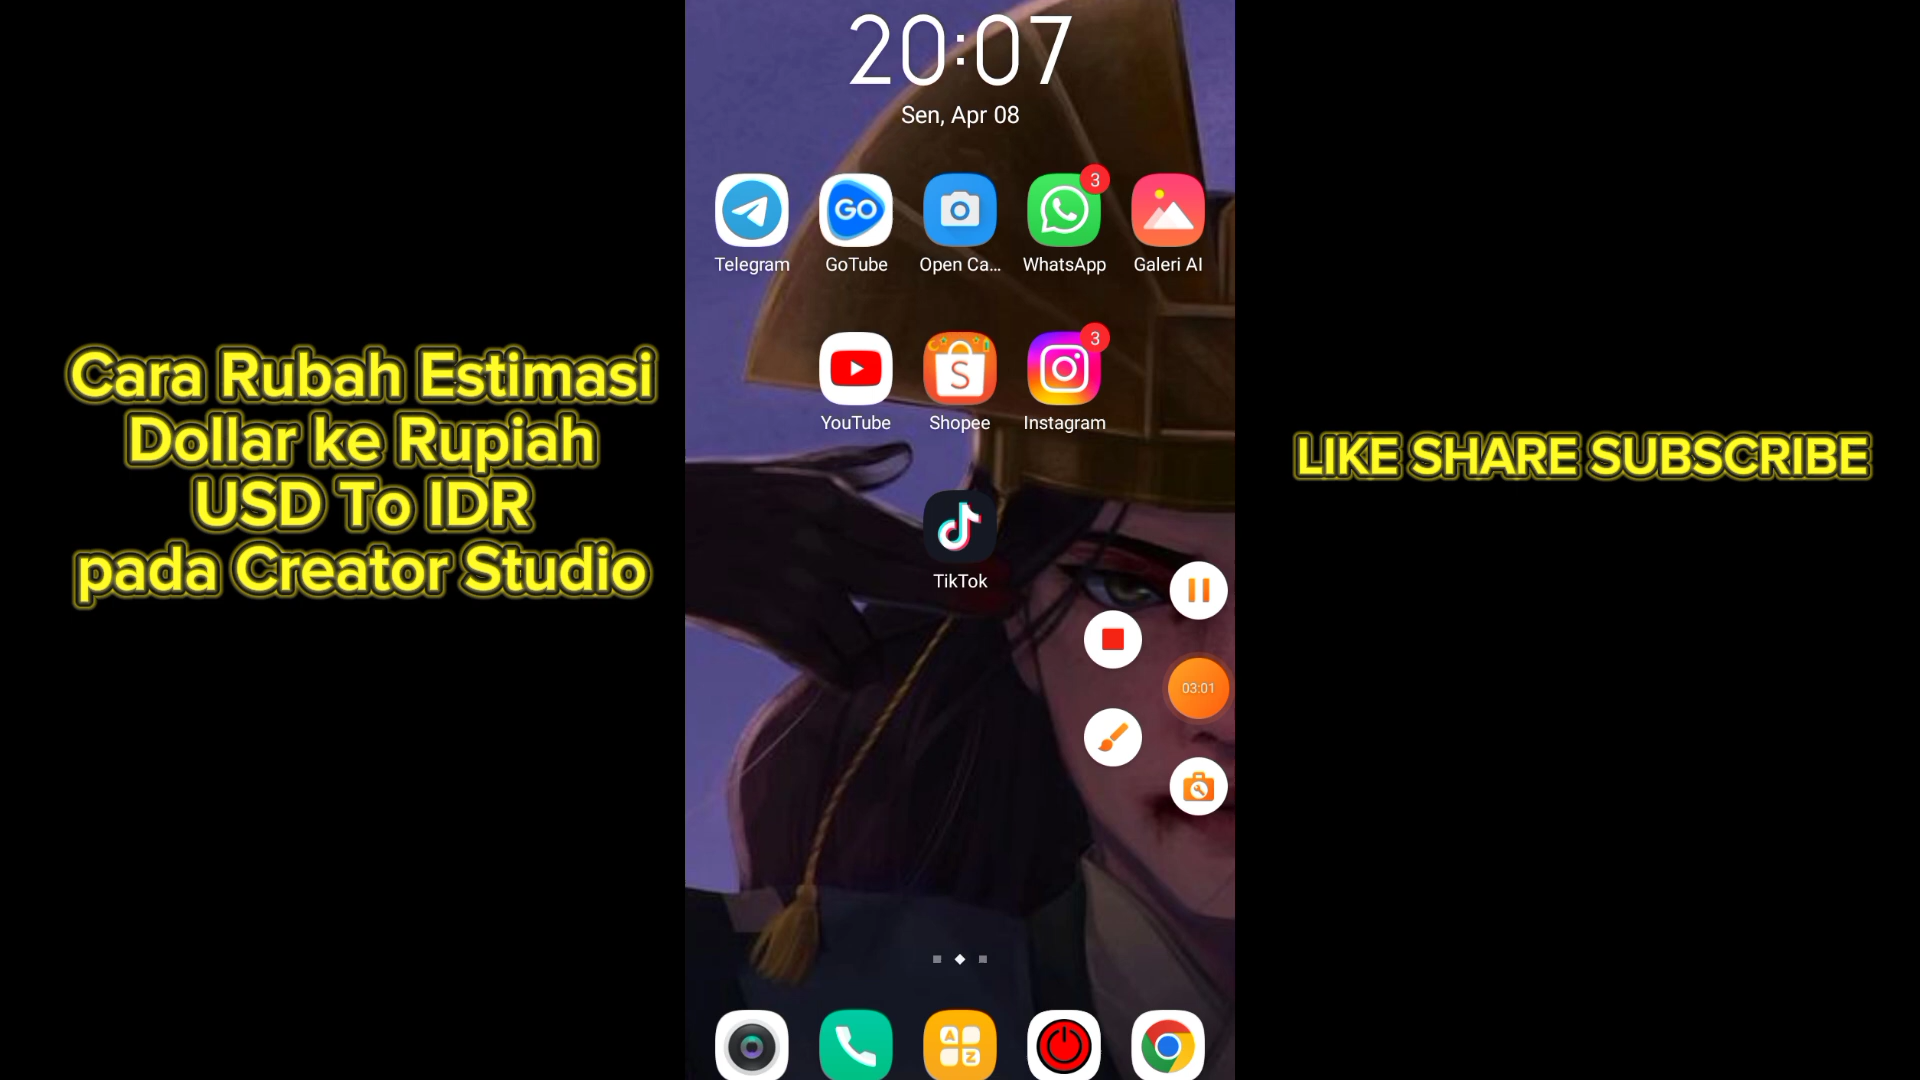 20:07
Sen, Apr 08
3
GO
Telegram
GoTube
Open Ca...
WhatsApp
Galeri AI
3
S
YouTube
Shopee
Instagram
TikTok
03:01
A
Z
Cara Rubah Estimasi
Dollar ke Rupiah
USD To IDR
pada Creator Studio
LIKE SHARE SUBSCRIBE